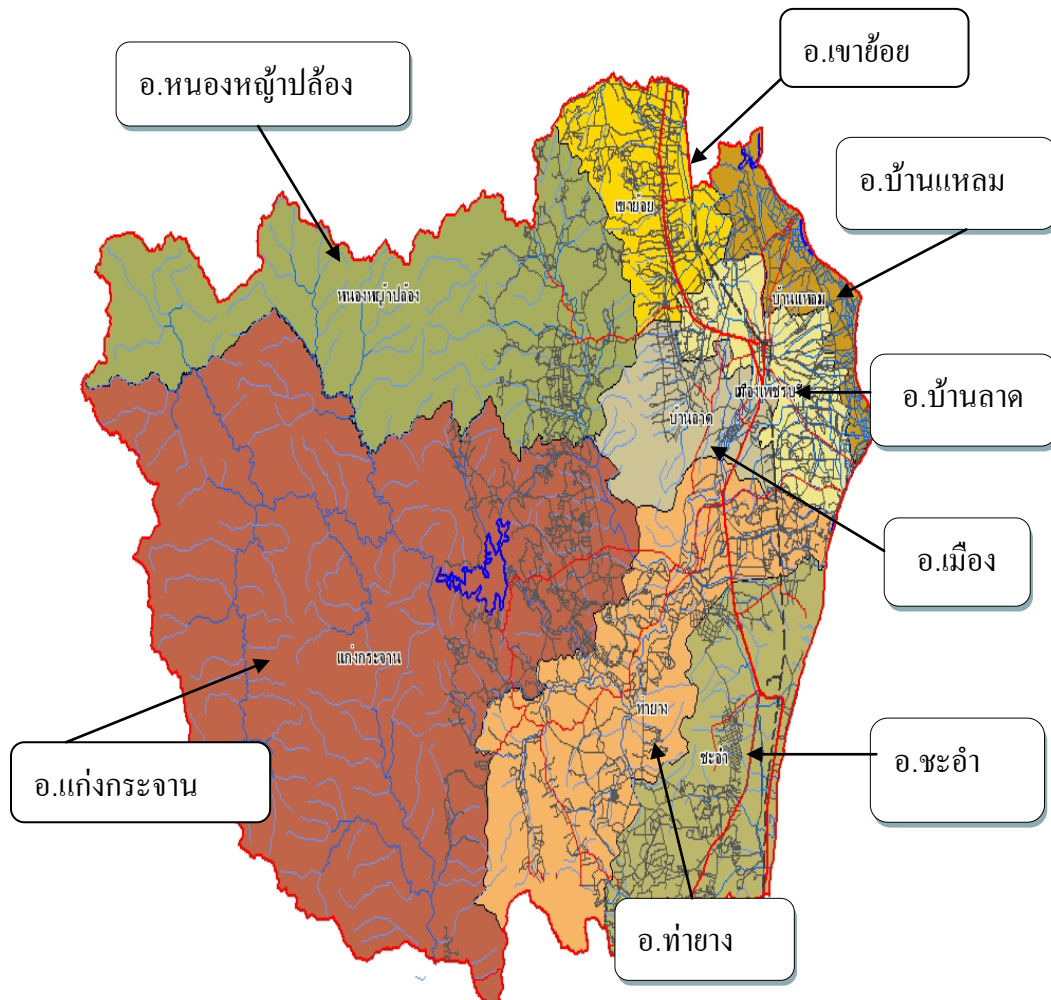 อ.เขาย้อย
อ.หนองหญ้าปล้อง
อ.บ้านแหลม
เขาย้อย
หนองหญ้าปล้อง
บ้านแหลม
อ.บ้านลาด
เมืองเพชรบุรี
บ้านลาด
อ.เมือง
แก่งกระจาน
ท่ายาง
ชะอำ
อ.ชะอำ
อ.แก่งกระจาน
อ.ท่ายาง